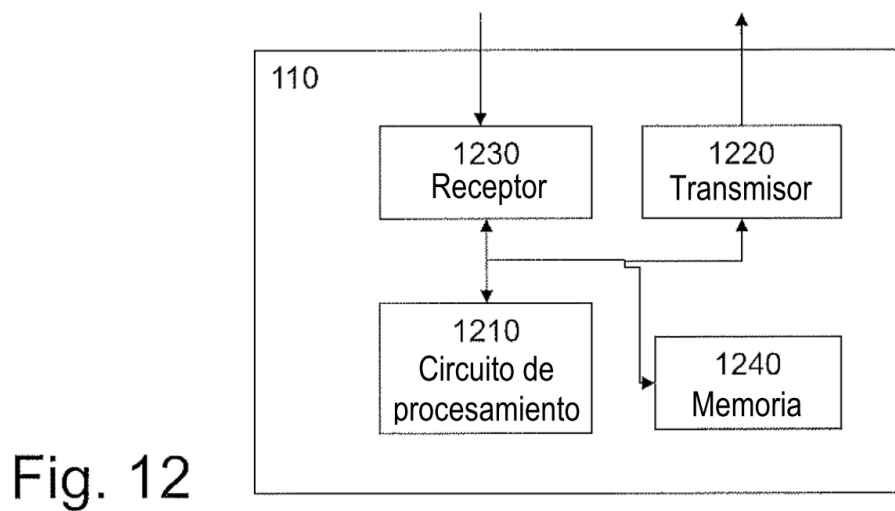 110
1230
Receptor
1220
Transmisor
1210
Circuito de
procesamiento
1240
Memoria
Fig. 12